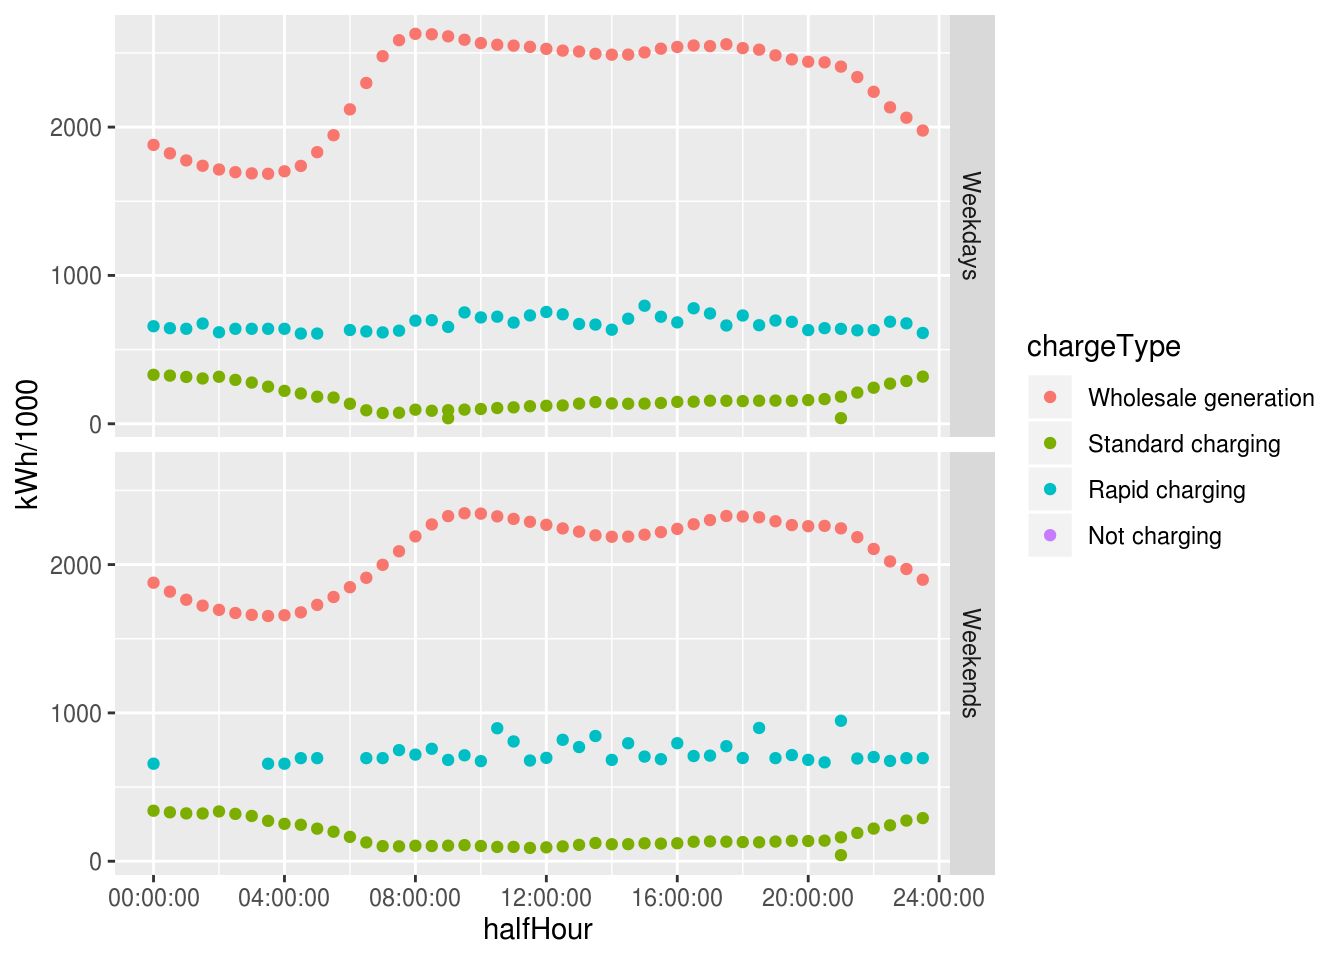 kWh/1000
2000
1000
0
Weekdays
2000
1000
0
Weekends
00:00:00 04:00:00 08:00:00 12:00:00 16:00:00 20:00:00 24:00:00
halfHour
chargeType
Wholesale generation
Standard charging
Rapid charging
Not charging